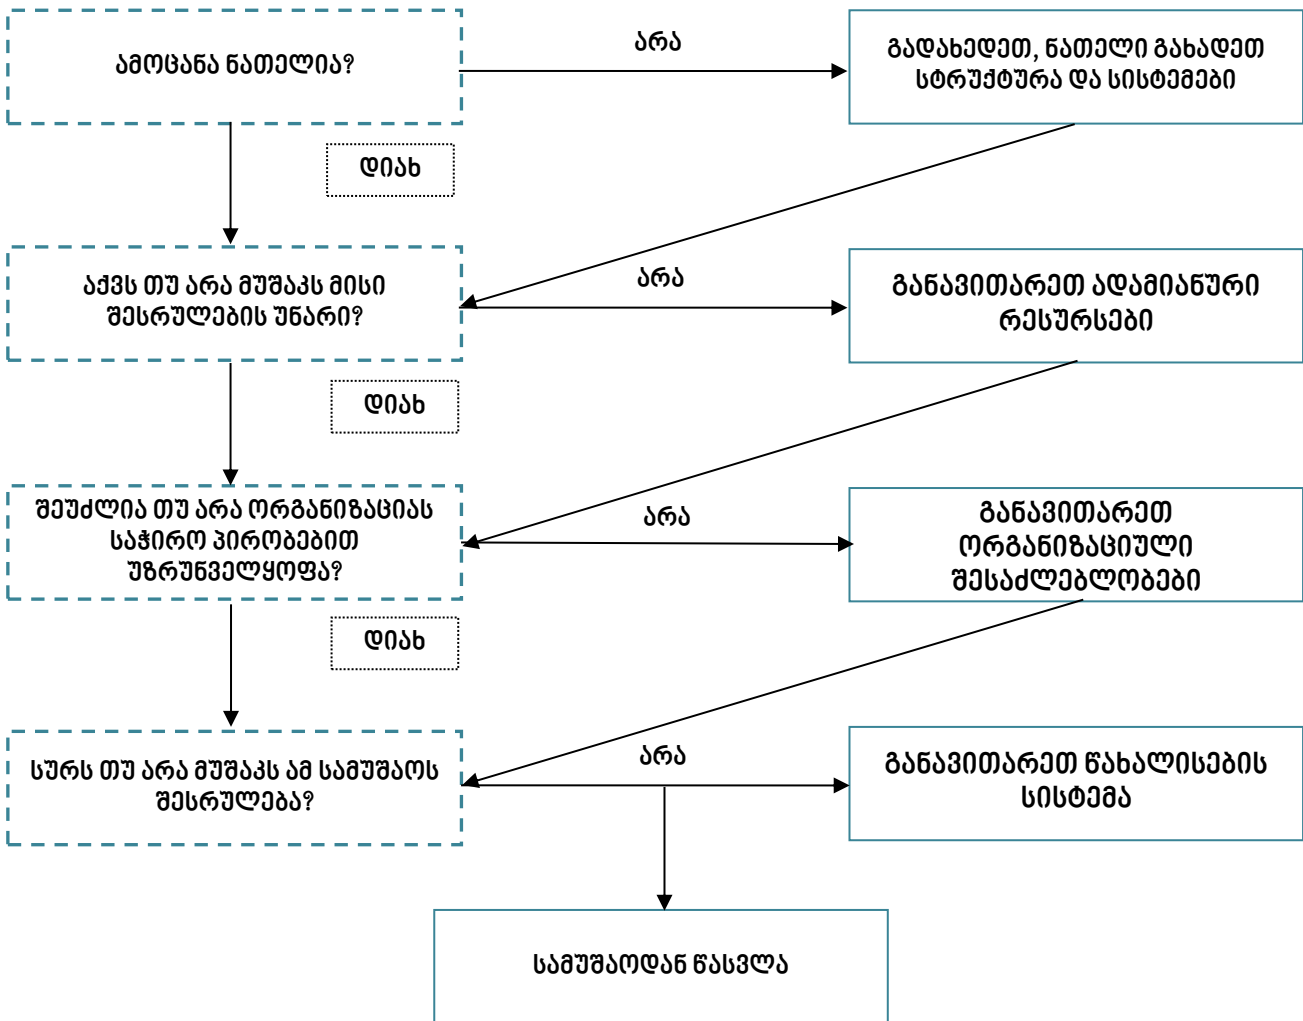 ამოცანა ნათელია?
არა
გადახედეთ, ნათელი გახადეთ
სტრუქტურა და სისტემები
დიახ
აქვს თუ არა მუშაკს მისი
შესრულების უნარი?
არა
განავითარეთ ადამიანური
რესურსები
დიახ
შეუძლია თუ არა ორგანიზაციას
საჭირო პირობებით
უზრუნველყოფა?
არა
განავითარეთ
ორგანიზაციული
შესაძლებლობები
დიახ
სურს თუ არა მუშაკს ამ სამუშაოს
შესრულება?
არა
განავითარეთ წახალისების
სისტემა
სამუშაოდან წასვლა